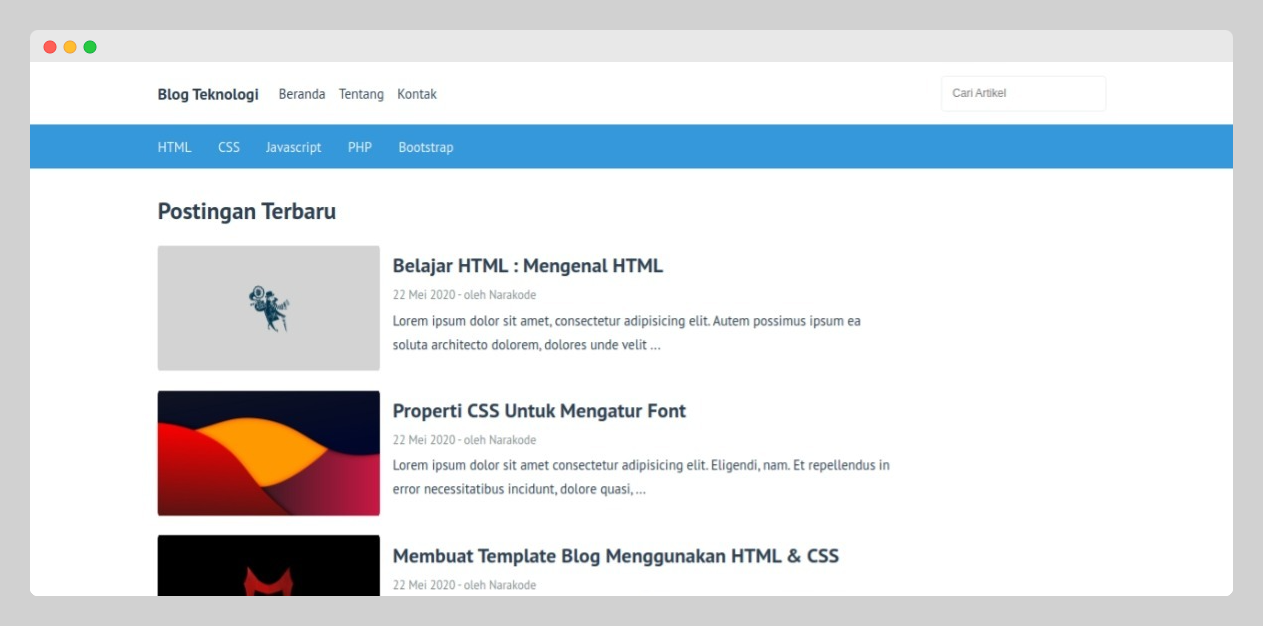 Blog Teknologi Beranda Tentang Kontak Cari Artikel
HTML CSS Javascript PHP Bootstrap
Postingan Terbaru
Belajar HTML : Mengenal HTML
22 Mei 2020 - oleh Narakode
Lorem ipsum dolor sit amet, consectetur adipisicing elit. Autem possimus ipsum ea
soluta architecto dolorem, dolores unde velit ...
Properti CSS Untuk Mengatur Font
22 Mei 2020 - oleh Narakode
Lorem ipsum dolor sit amet consectetur adipisicing elit. Eligendi, nam. Et repellendus in
error necessitatibus incidunt, dolore quasi, ...
Membuat Template Blog Menggunakan HTML & CSS
22 Mei 2020 - oleh Narakode